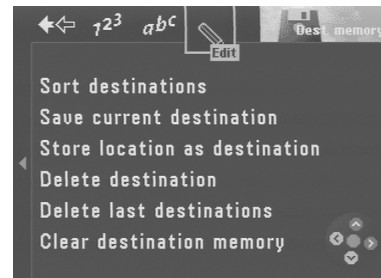 123 abc Dest. memory
Edit
Sort destinations
Save current destination
Store location as destination
Delete destination
Delete last destinations
Clear destination memory